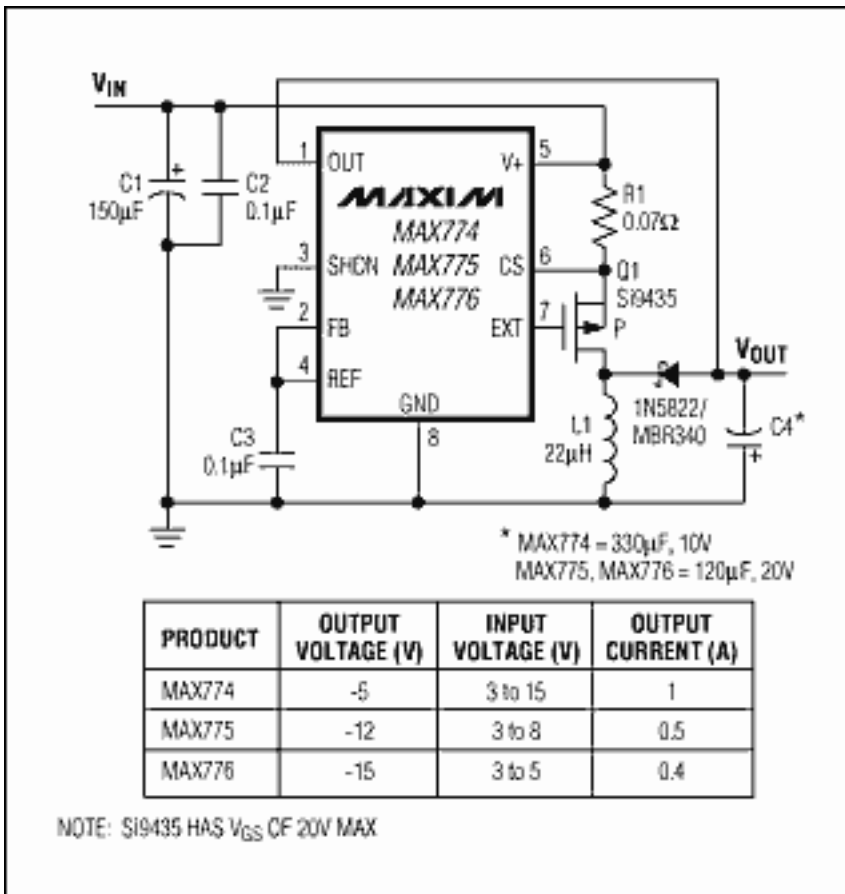 VIN
C1
150µF
C2
0.1µF
1
OUT
V+
5
MAXIM
MAX774
MAX775
MAX776
3
SHDN
CS
6
2
FB
EXT
7
4
REF
GND
8
R1
0.07Ω
Q1
Si9435
P
VOUT
C3
0.1µF
L1
22µH
1N5822/
MBR340
C4*
* MAX774 = 330µF, 10V
MAX775, MAX776 = 120µF, 20V
PRODUCT OUTPUT VOLTAGE (V) INPUT VOLTAGE (V) OUTPUT CURRENT (A)
MAX774 -5 3 to 15 1
MAX775 -12 3 to 8 0.5
MAX776 -15 3 to 5 0.4
NOTE: Si9435 HAS VGS OF 20V MAX